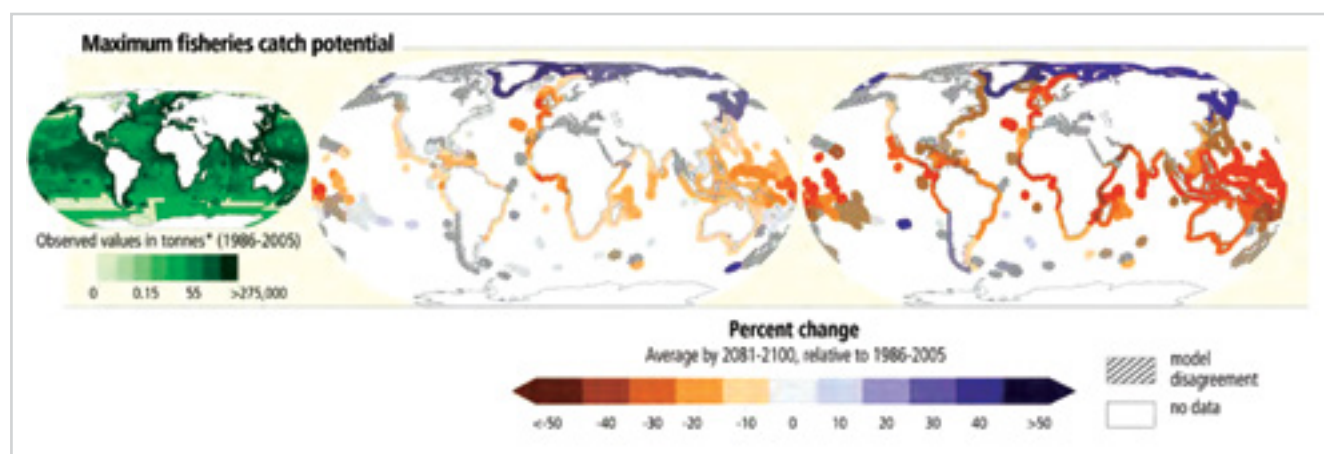 Maximum fisheries catch potential
Observed values in tonnes* (1986-2005)
0 0.15 55 >275,000
Percent change
Average by 2081-2100, relative to 1986-2005
<-50 -40 -30 -20 -10 0 10 20 30 40 >50
model
disagreement
no data